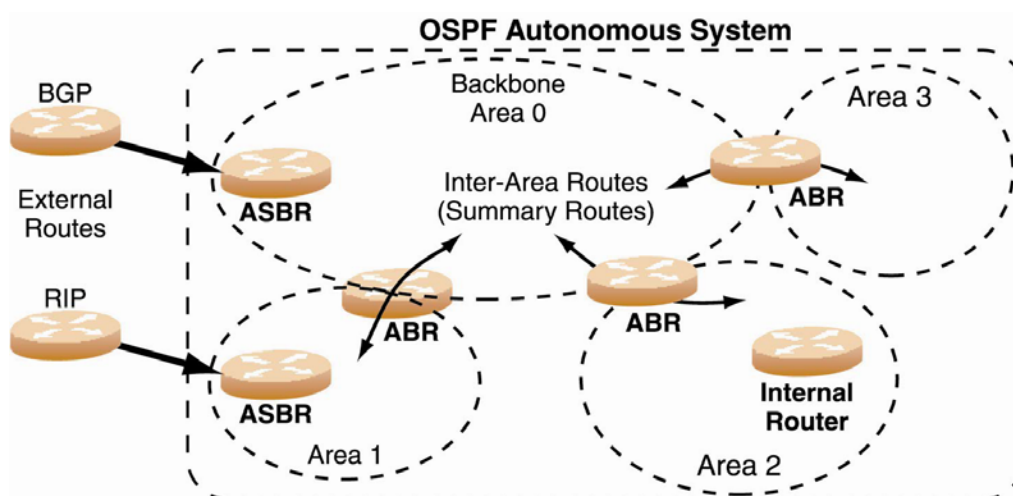 OSPF Autonomous System
BGP
Backbone
Area 0
Area 3
External
Routes
ASBR
Inter-Area Routes
(Summary Routes)
ABR
RIP
ABR
ABR
ASBR
Internal
Router
Area 1
Area 2